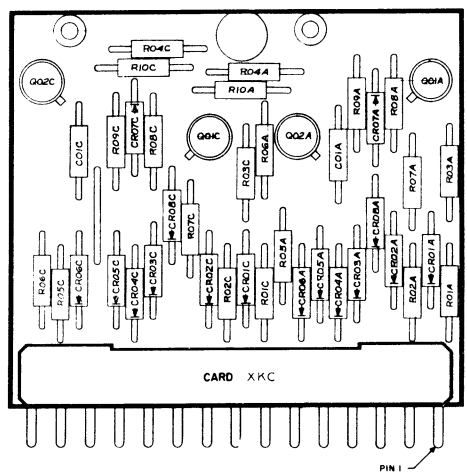 R04C
R10C
R04A
R10A
Q02C
Q01A
C01C
R09C
CR07C
R08C
Q01C
R03C
R06A
Q02A
C01A
R09A
CR07A
R08A
R07A
R03A
CR08C
R07C
CR08A
R06C
R05C
CR06C
CR05C
CR04C
CR03C
CR02C
R02C
CR01C
R01C
R05A
CR06A
CR05A
CR04A
CR03A
CR02A
R02A
CR01A
R01A
CARD XKC
PIN 1